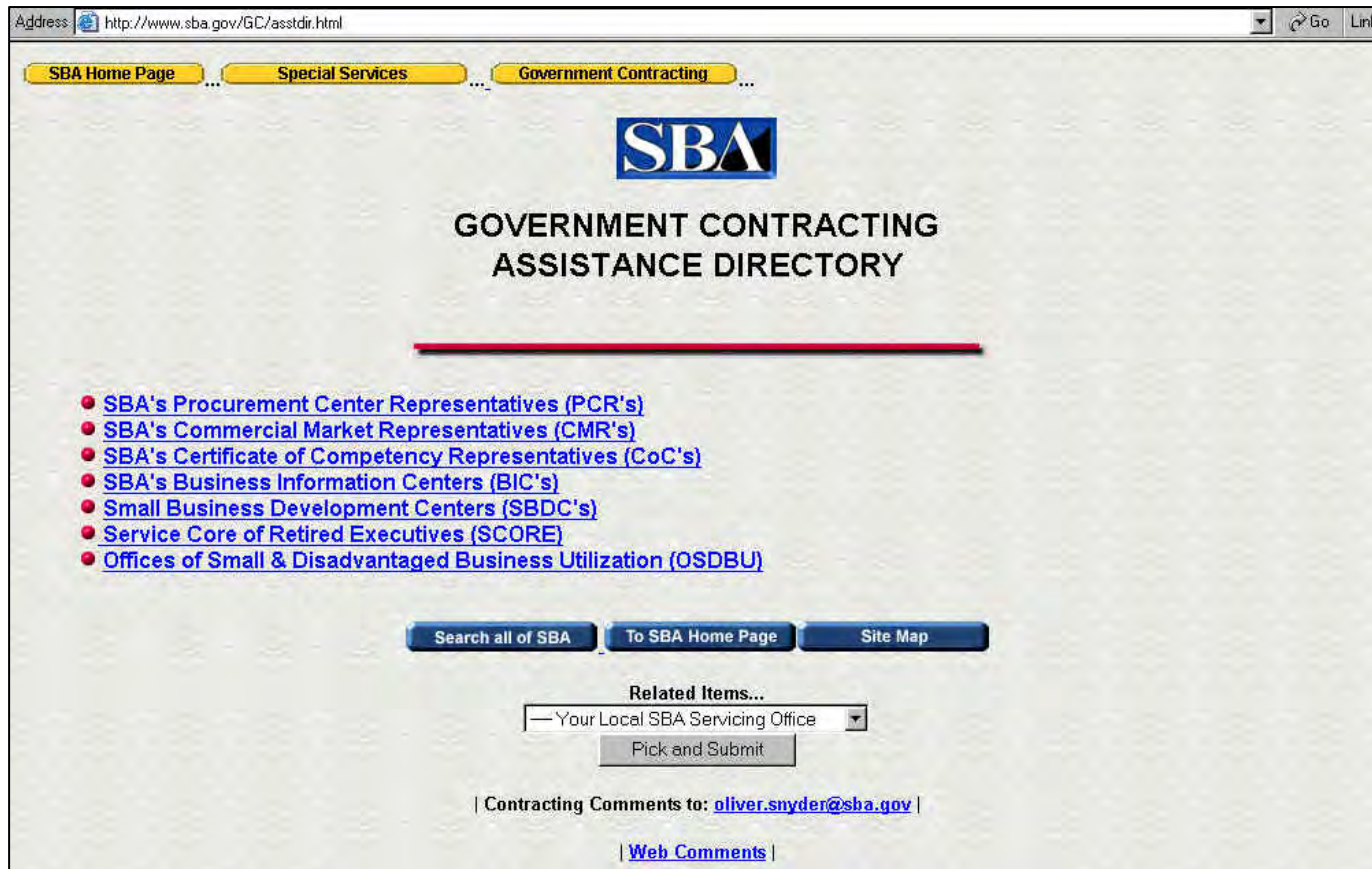 Address http://www.sba.gov/GC/asstdir.html Go Lin
SBA Home Page ... Special Services ... Government Contracting ...
SBA
GOVERNMENT CONTRACTING
ASSISTANCE DIRECTORY
SBA's Procurement Center Representatives (PCR's)
SBA's Commercial Market Representatives (CMR's)
SBA's Certificate of Competency Representatives (CoC's)
SBA's Business Information Centers (BIC's)
Small Business Development Centers (SBDC's)
Service Core of Retired Executives (SCORE)
Offices of Small & Disadvantaged Business Utilization (OSDBU)
Search all of SBA To SBA Home Page Site Map
Related Items...
— Your Local SBA Servicing Office
Pick and Submit
| Contracting Comments to: oliver.snyder@sba.gov |
| Web Comments |